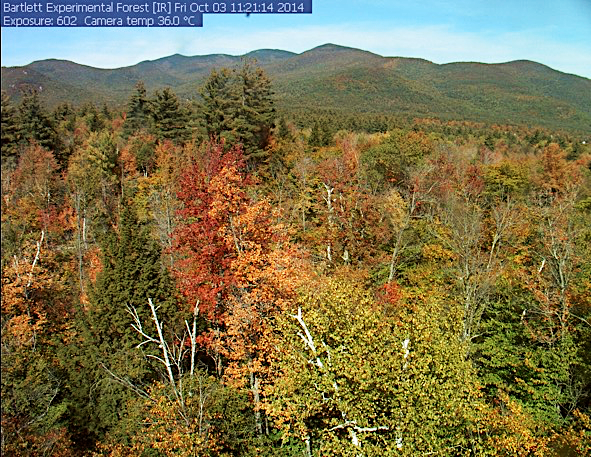 Bartlett Experimental Forest [IR] Fri Oct 03 11:21:14 2014
Exposure: 602 Camera temp 36.0 °C